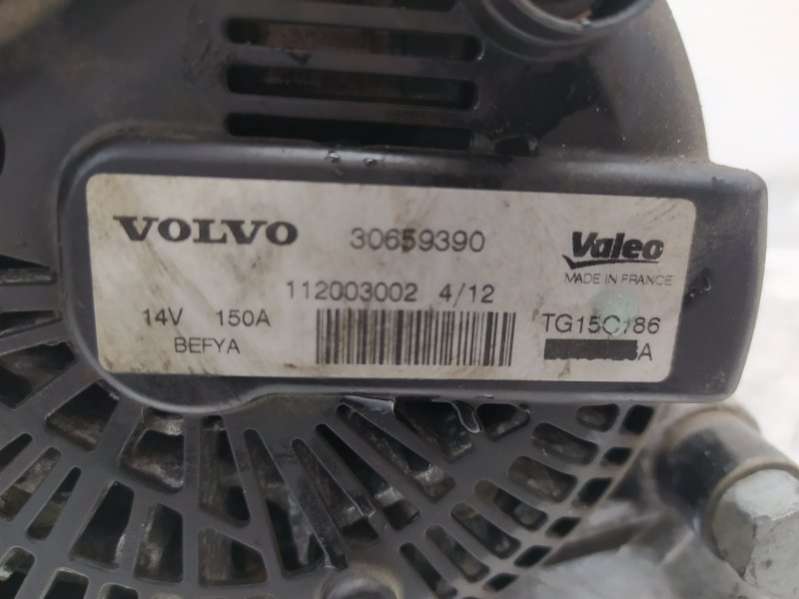 VOLVO 30659390 Valeo
MADE IN FRANCE
112003002 4/12
14V 150A TG15C186
BEFYA A